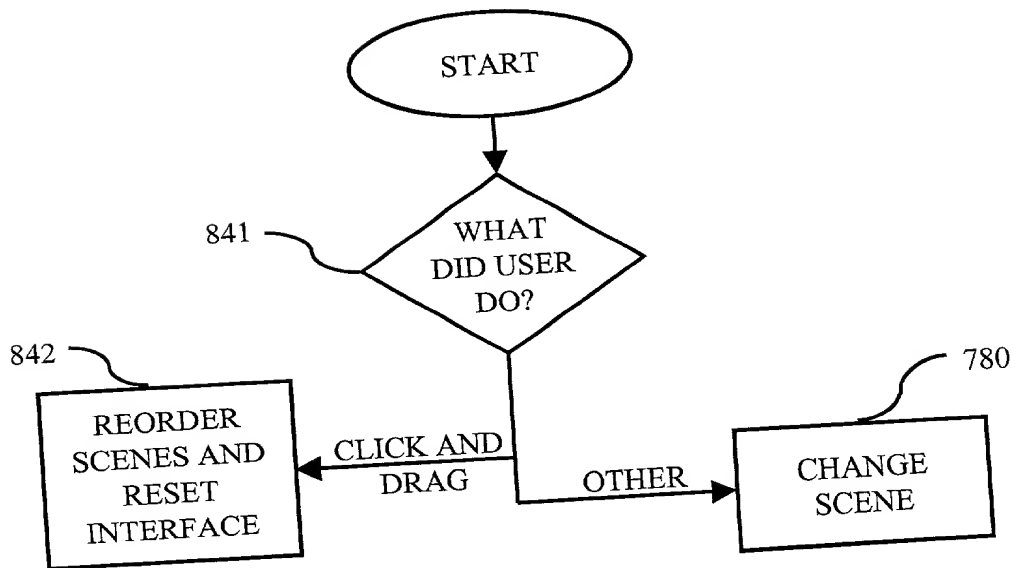 START
841
WHAT
DID USER
DO?
842
780
REORDER
SCENES AND
RESET
INTERFACE
CLICK AND
DRAG
OTHER
CHANGE
SCENE